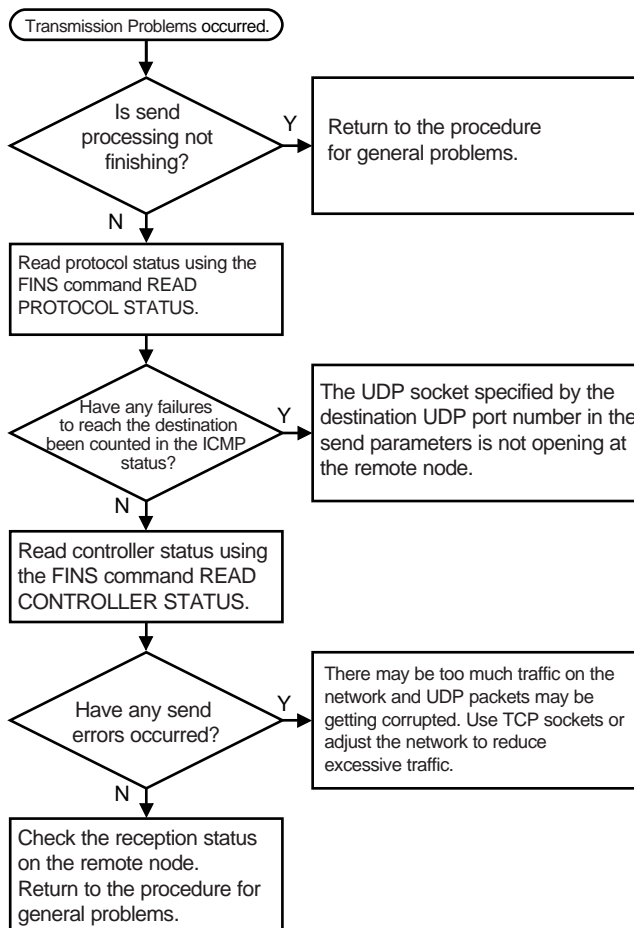 Transmission Problems occurred.
Is send
processing not
finishing?
Y
Return to the procedure
for general problems.
N
Read protocol status using the
FINS command READ
PROTOCOL STATUS.
Have any failures
to reach the destination
been counted in the ICMP
status?
Y
The UDP socket specified by the
destination UDP port number in the
send parameters is not opening at
the remote node.
N
Read controller status using
the FINS command READ
CONTROLLER STATUS.
Have any send
errors occurred?
Y
There may be too much traffic on the
network and UDP packets may be
getting corrupted. Use TCP sockets or
adjust the network to reduce
excessive traffic.
N
Check the reception status
on the remote node.
Return to the procedure for
general problems.